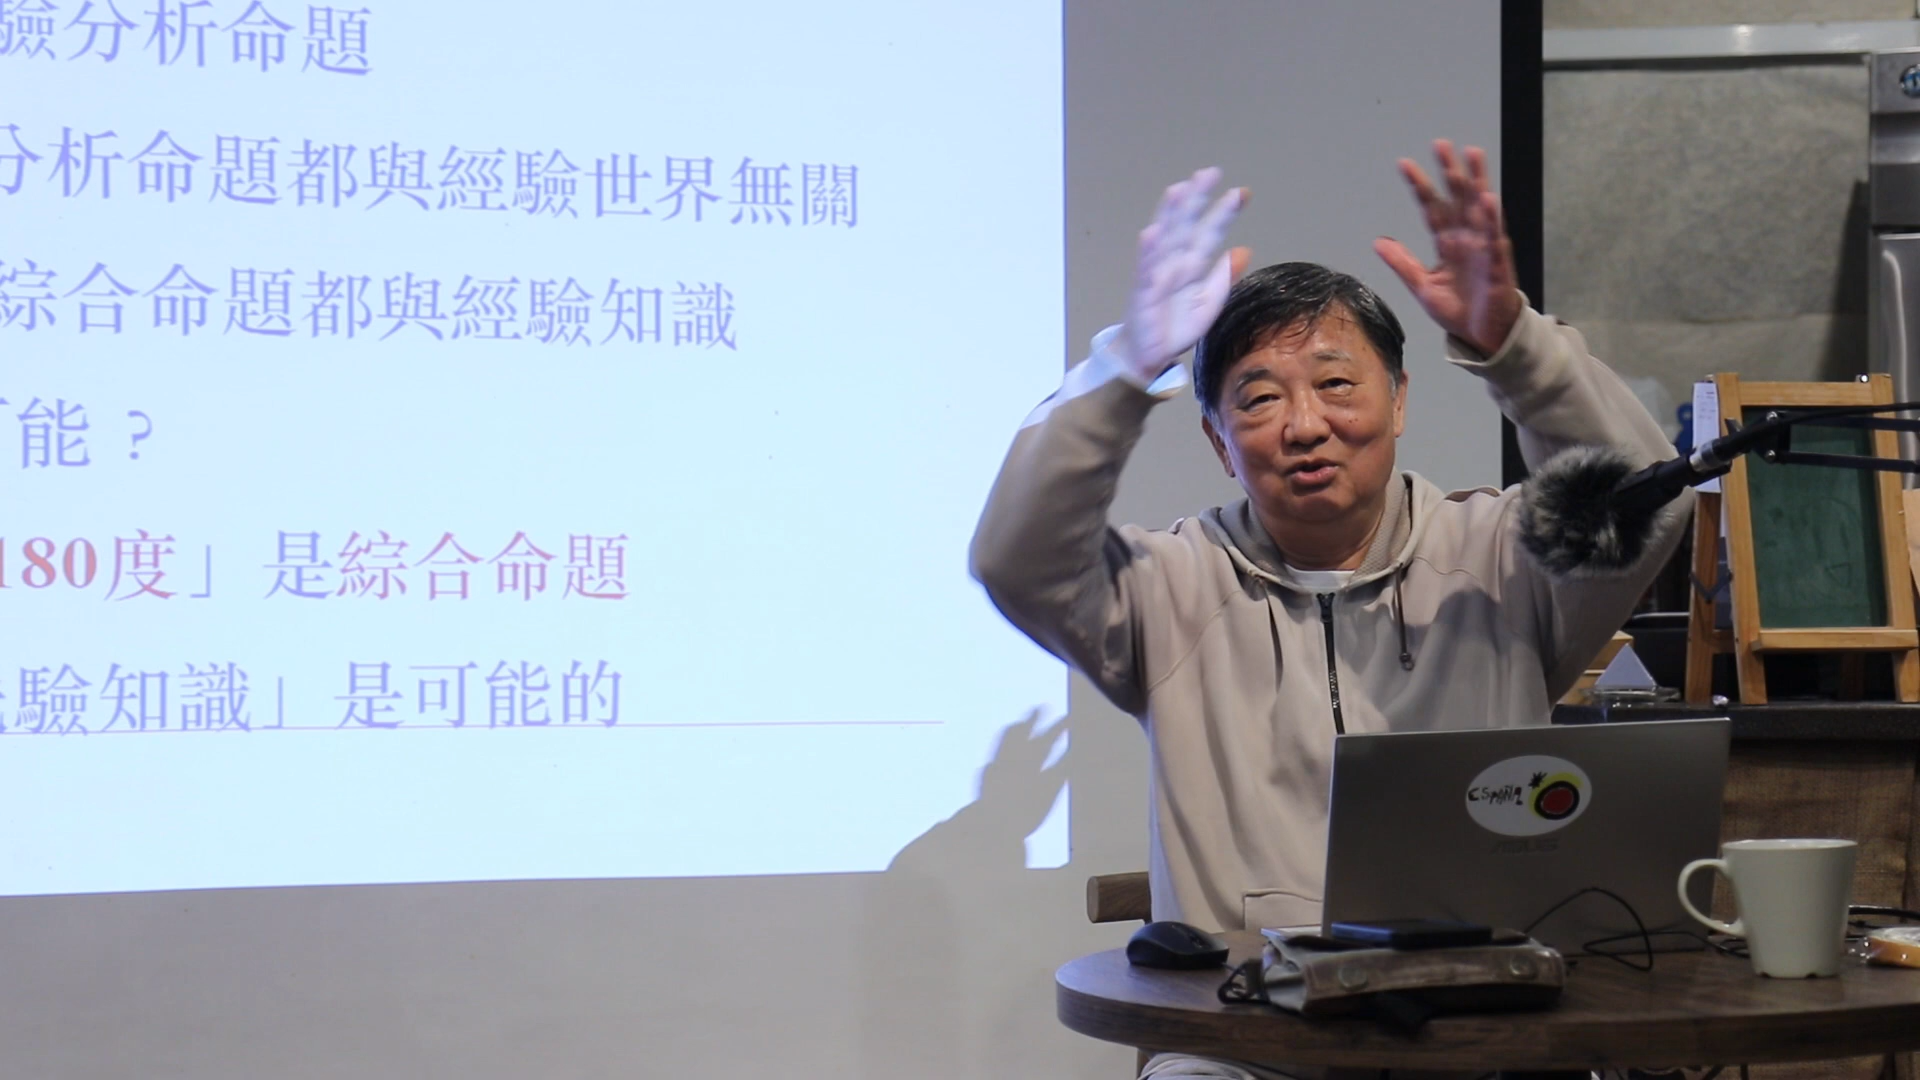 驗分析命題
分析命題都與經驗世界無關
綜合命題都與經驗知識
能？
180度」是綜合命題
驗知識」是可能的
ESPAÑA
ASUS